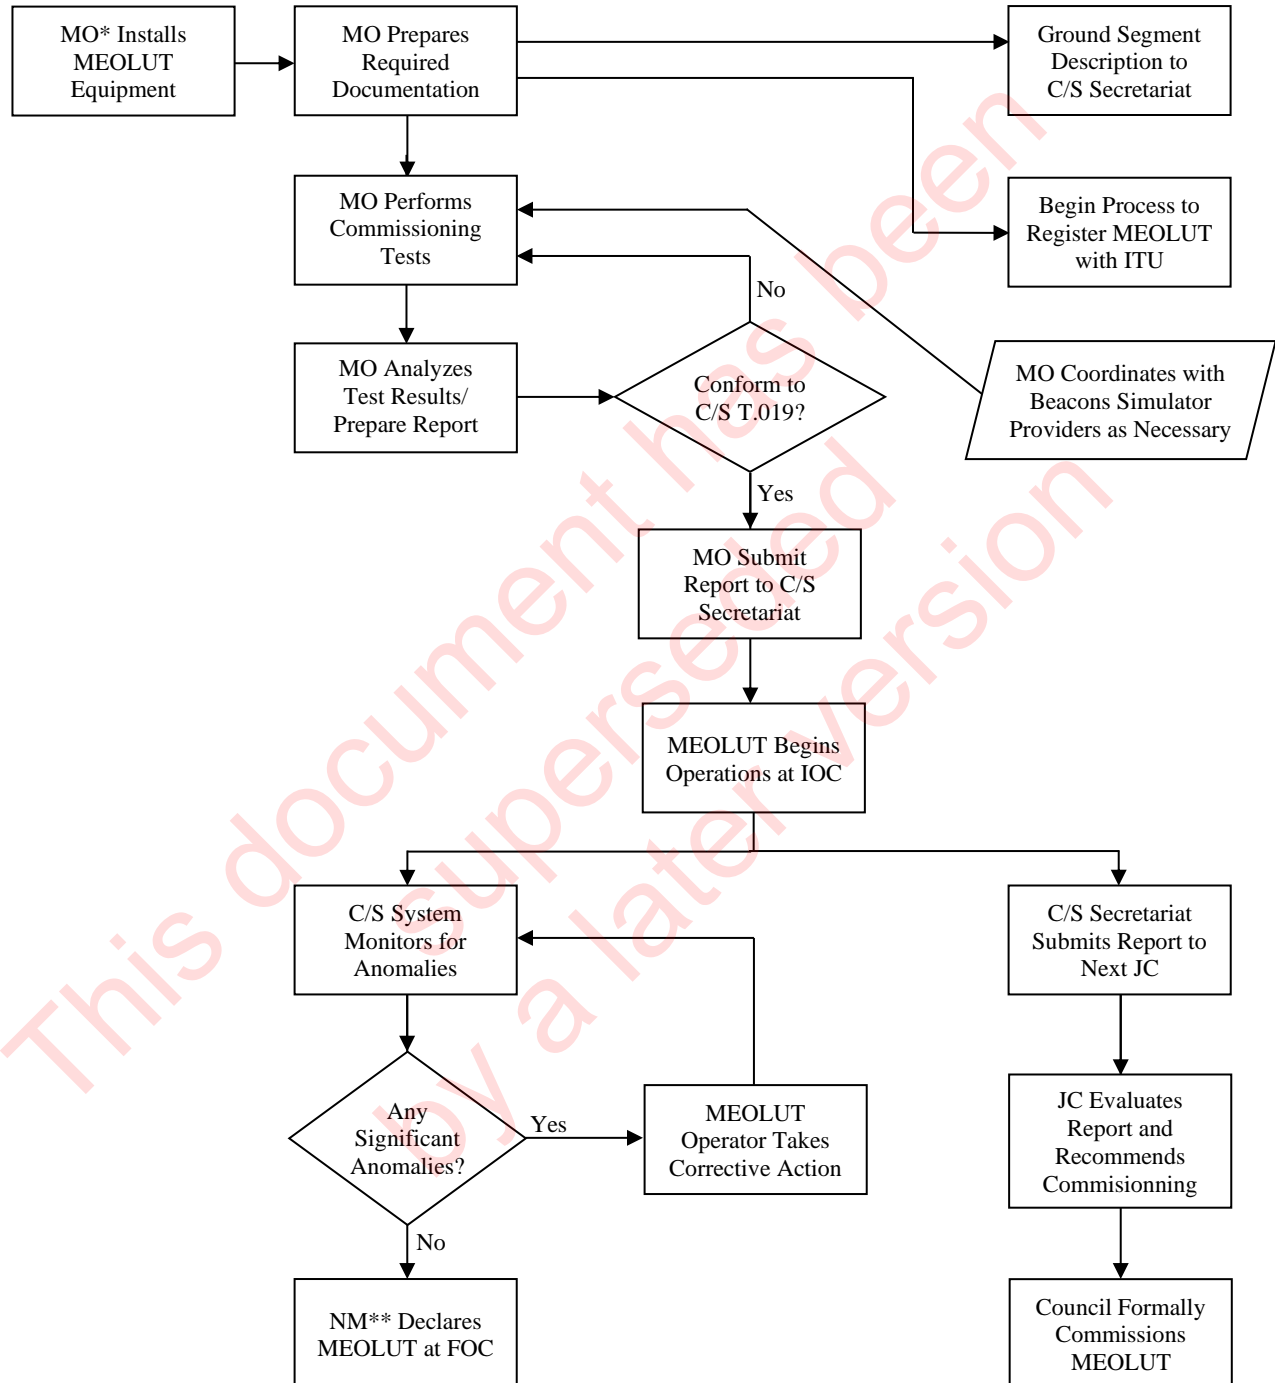 MO* Installs
MEOLUT
Equipment
MO Prepares
Required
Documentation
Ground Segment
Description to
C/S Secretariat
MO Performs
Commissioning
Tests
Begin Process to
Register MEOLUT
with ITU
No
MO Analyzes
Test Results/
Prepare Report
Conform to
C/S T.019?
MO Coordinates with
Beacons Simulator
Providers as Necessary
Yes
MO Submit
Report to C/S
Secretariat
MEOLUT Begins
Operations at IOC
C/S System
Monitors for
Anomalies
C/S Secretariat
Submits Report to
Next JC
Any
Significant
Anomalies?
Yes
MEOLUT
Operator Takes
Corrective Action
JC Evaluates
Report and
Recommends
Commisionning
No
NM** Declares
MEOLUT at FOC
Council Formally
Commissions
MEOLUT
This document has been
superseded
by a later version